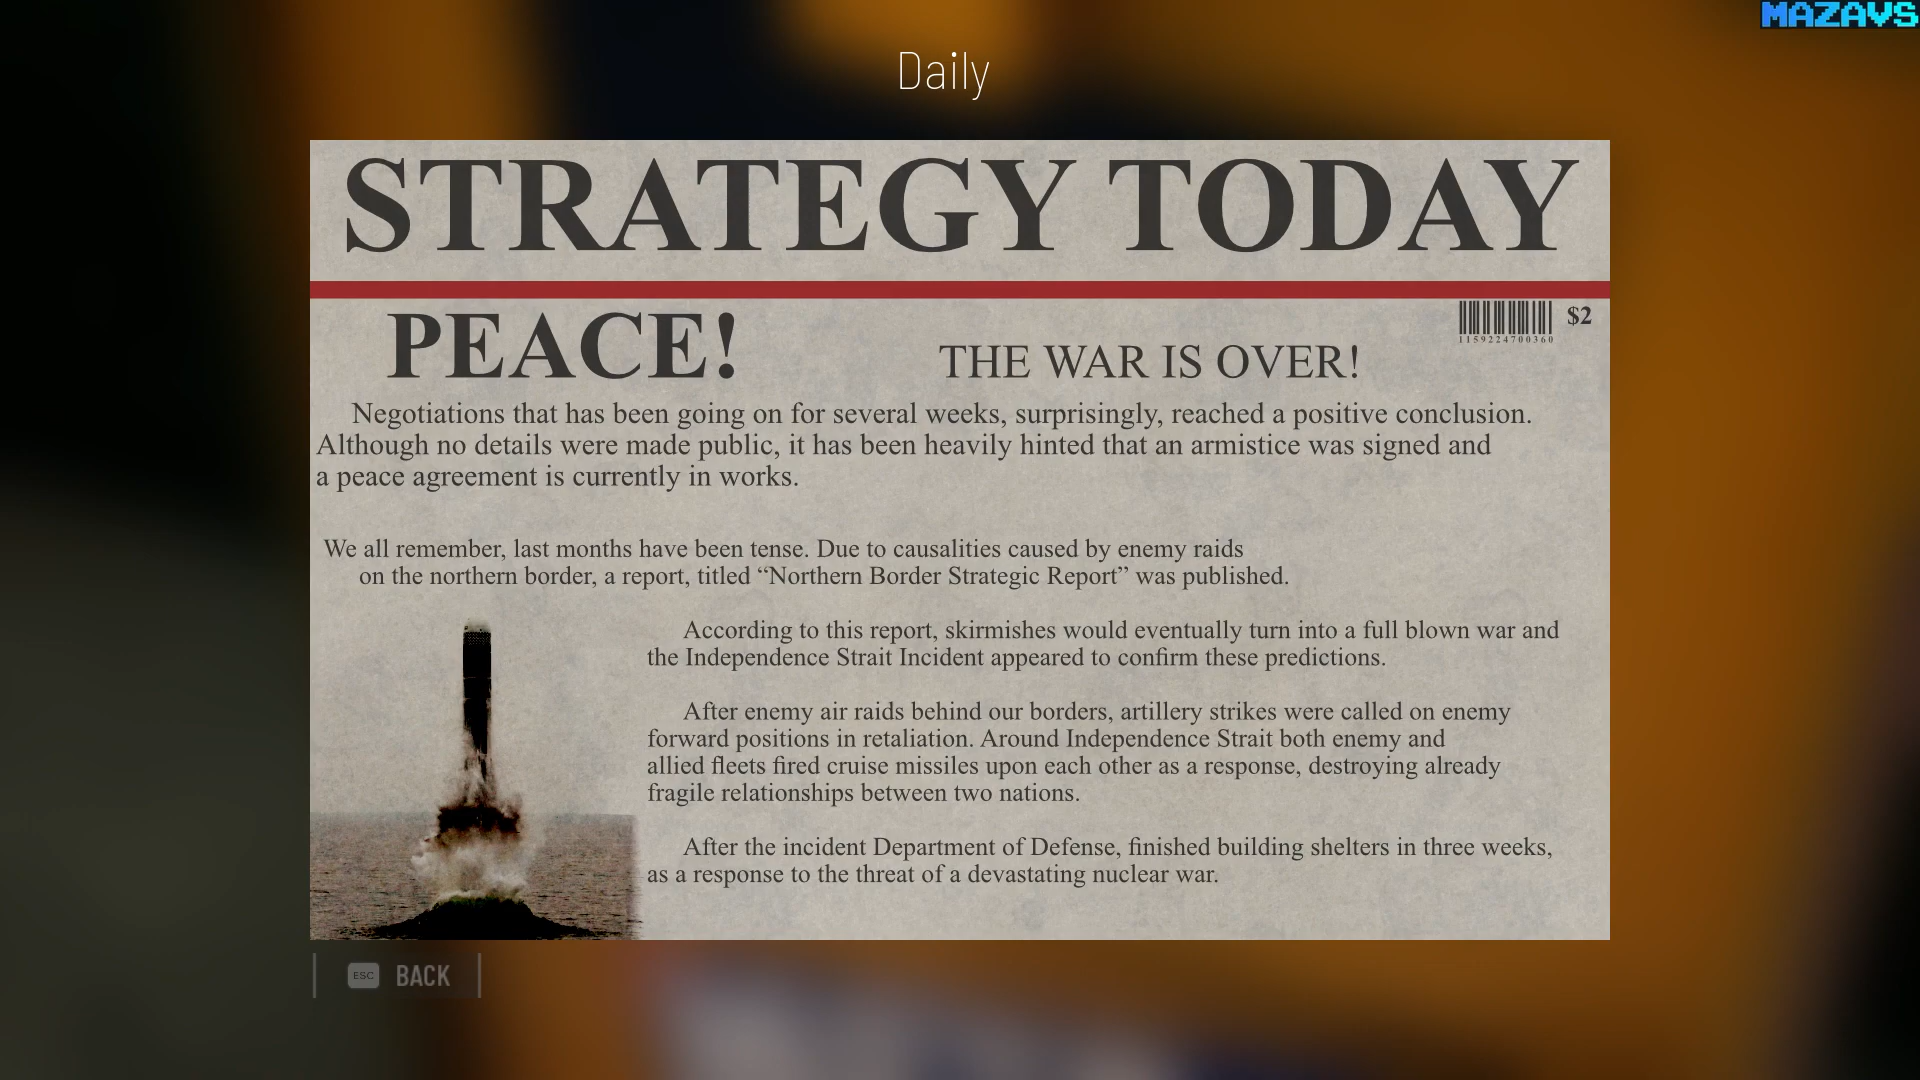 MAZAVS
Daily
STRATEGY TODAY
$2
1159224700360
PEACE!
THE WAR IS OVER!
Negotiations that has been going on for several weeks, surprisingly, reached a positive conclusion.
Although no details were made public, it has been heavily hinted that an armistice was signed and
a peace agreement is currently in works.
We all remember, last months have been tense. Due to causalities caused by enemy raids
on the northern border, a report, titled “Northern Border Strategic Report” was published.
According to this report, skirmishes would eventually turn into a full blown war and
the Independence Strait Incident appeared to confirm these predictions.
After enemy air raids behind our borders, artillery strikes were called on enemy
forward positions in retaliation. Around Independence Strait both enemy and
allied fleets fired cruise missiles upon each other as a response, destroying already
fragile relationships between two nations.
After the incident Department of Defense, finished building shelters in three weeks,
as a response to the threat of a devastating nuclear war.
ESC BACK